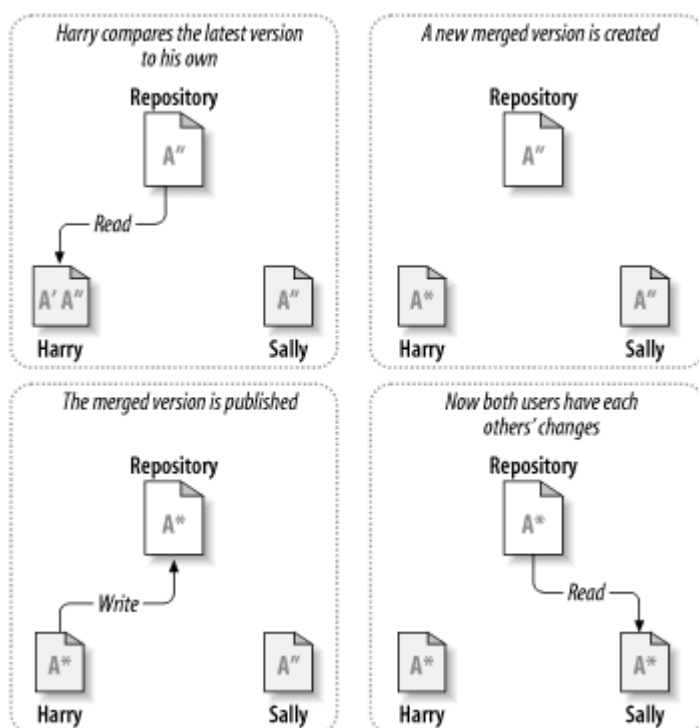 Harry compares the latest version
to his own
Repository
A″
Read
A′ A″
A″
Harry
Sally
A new merged version is created
Repository
A″
A*
A″
Harry
Sally
The merged version is published
Repository
A*
Write
A*
A″
Harry
Sally
Now both users have each
others’ changes
Repository
A*
Read
A*
A*
Harry
Sally